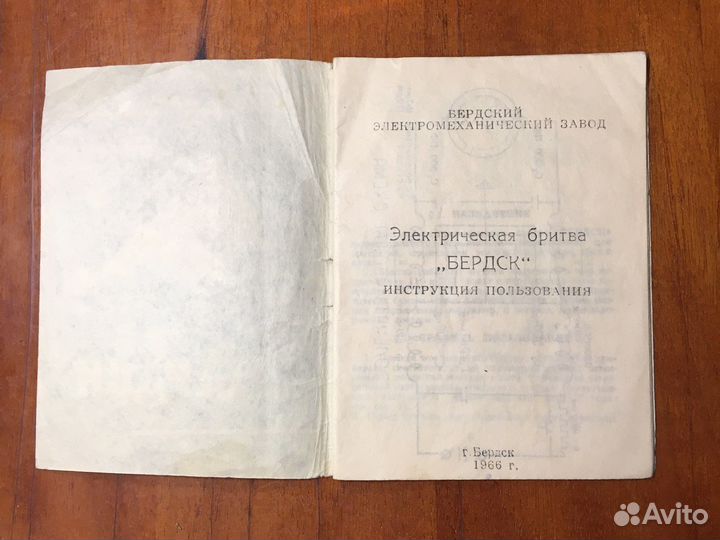 БЕРДСКИЙ
ЭЛЕКТРОМЕХАНИЧЕСКИЙ ЗАВОД
Электрическая бритва
„БЕРДСК“
ИНСТРУКЦИЯ ПОЛЬЗОВАНИЯ
г Бердск
1966 г.
Avito